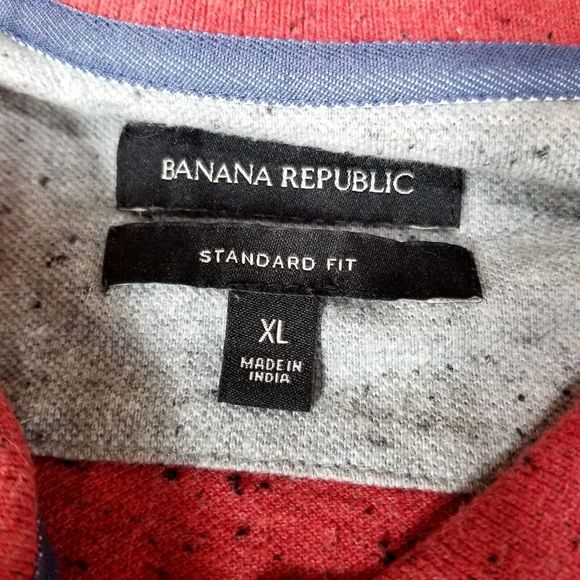 BANANA REPUBLIC
STANDARD FIT
XL
MADE IN
INDIA